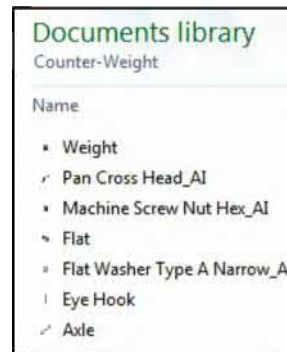 Documents library
Counter-Weight
Name
Weight
Pan Cross Head_AI
Machine Screw Nut Hex_AI
Flat
Flat Washer Type A Narrow_A
Eye Hook
Axle